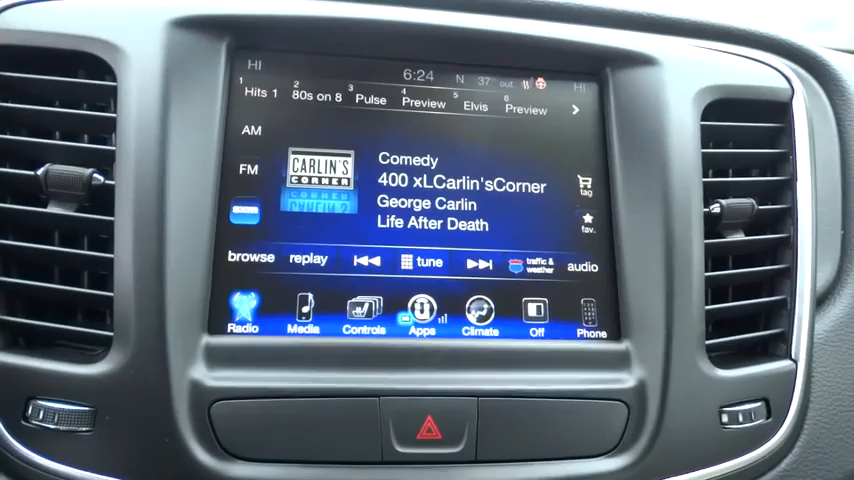 HI 6:24 N 37° out HI
1 Hits 1 2 80s on 8 3 Pulse 4 Preview 5 Elvis 6 Preview
AM
FM
CARLIN'S
CORNER
Comedy
400 xLCarlin'sCorner
George Carlin
Life After Death
tag
fav.
browse replay tune traffic & weather audio
Radio Media Controls Apps Climate Off Phone